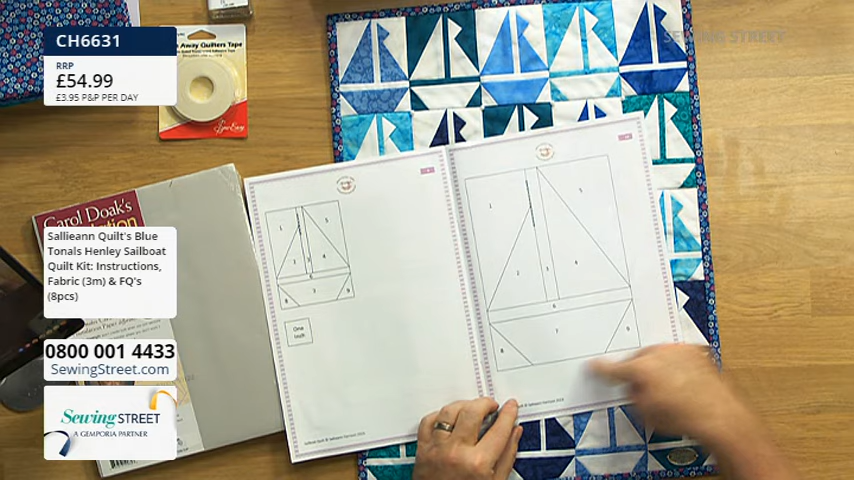 CH6631
RRP
£54.99
£3.95 P&P PER DAY
Away Quilters Tape
SEWING STREET
Carol Doak's
Sallieann Quilt's Blue
Tonals Henley Sailboat
Quilt Kit: Instructions,
Fabric (3m) & FQ's
(8pcs)
0800 001 4433
SewingStreet.com
Sewing STREET
A GEMPORIA PARTNER
1
5
2
3
4
6
7
8
9
One
Inch
1
5
2
3
4
6
7
8
9